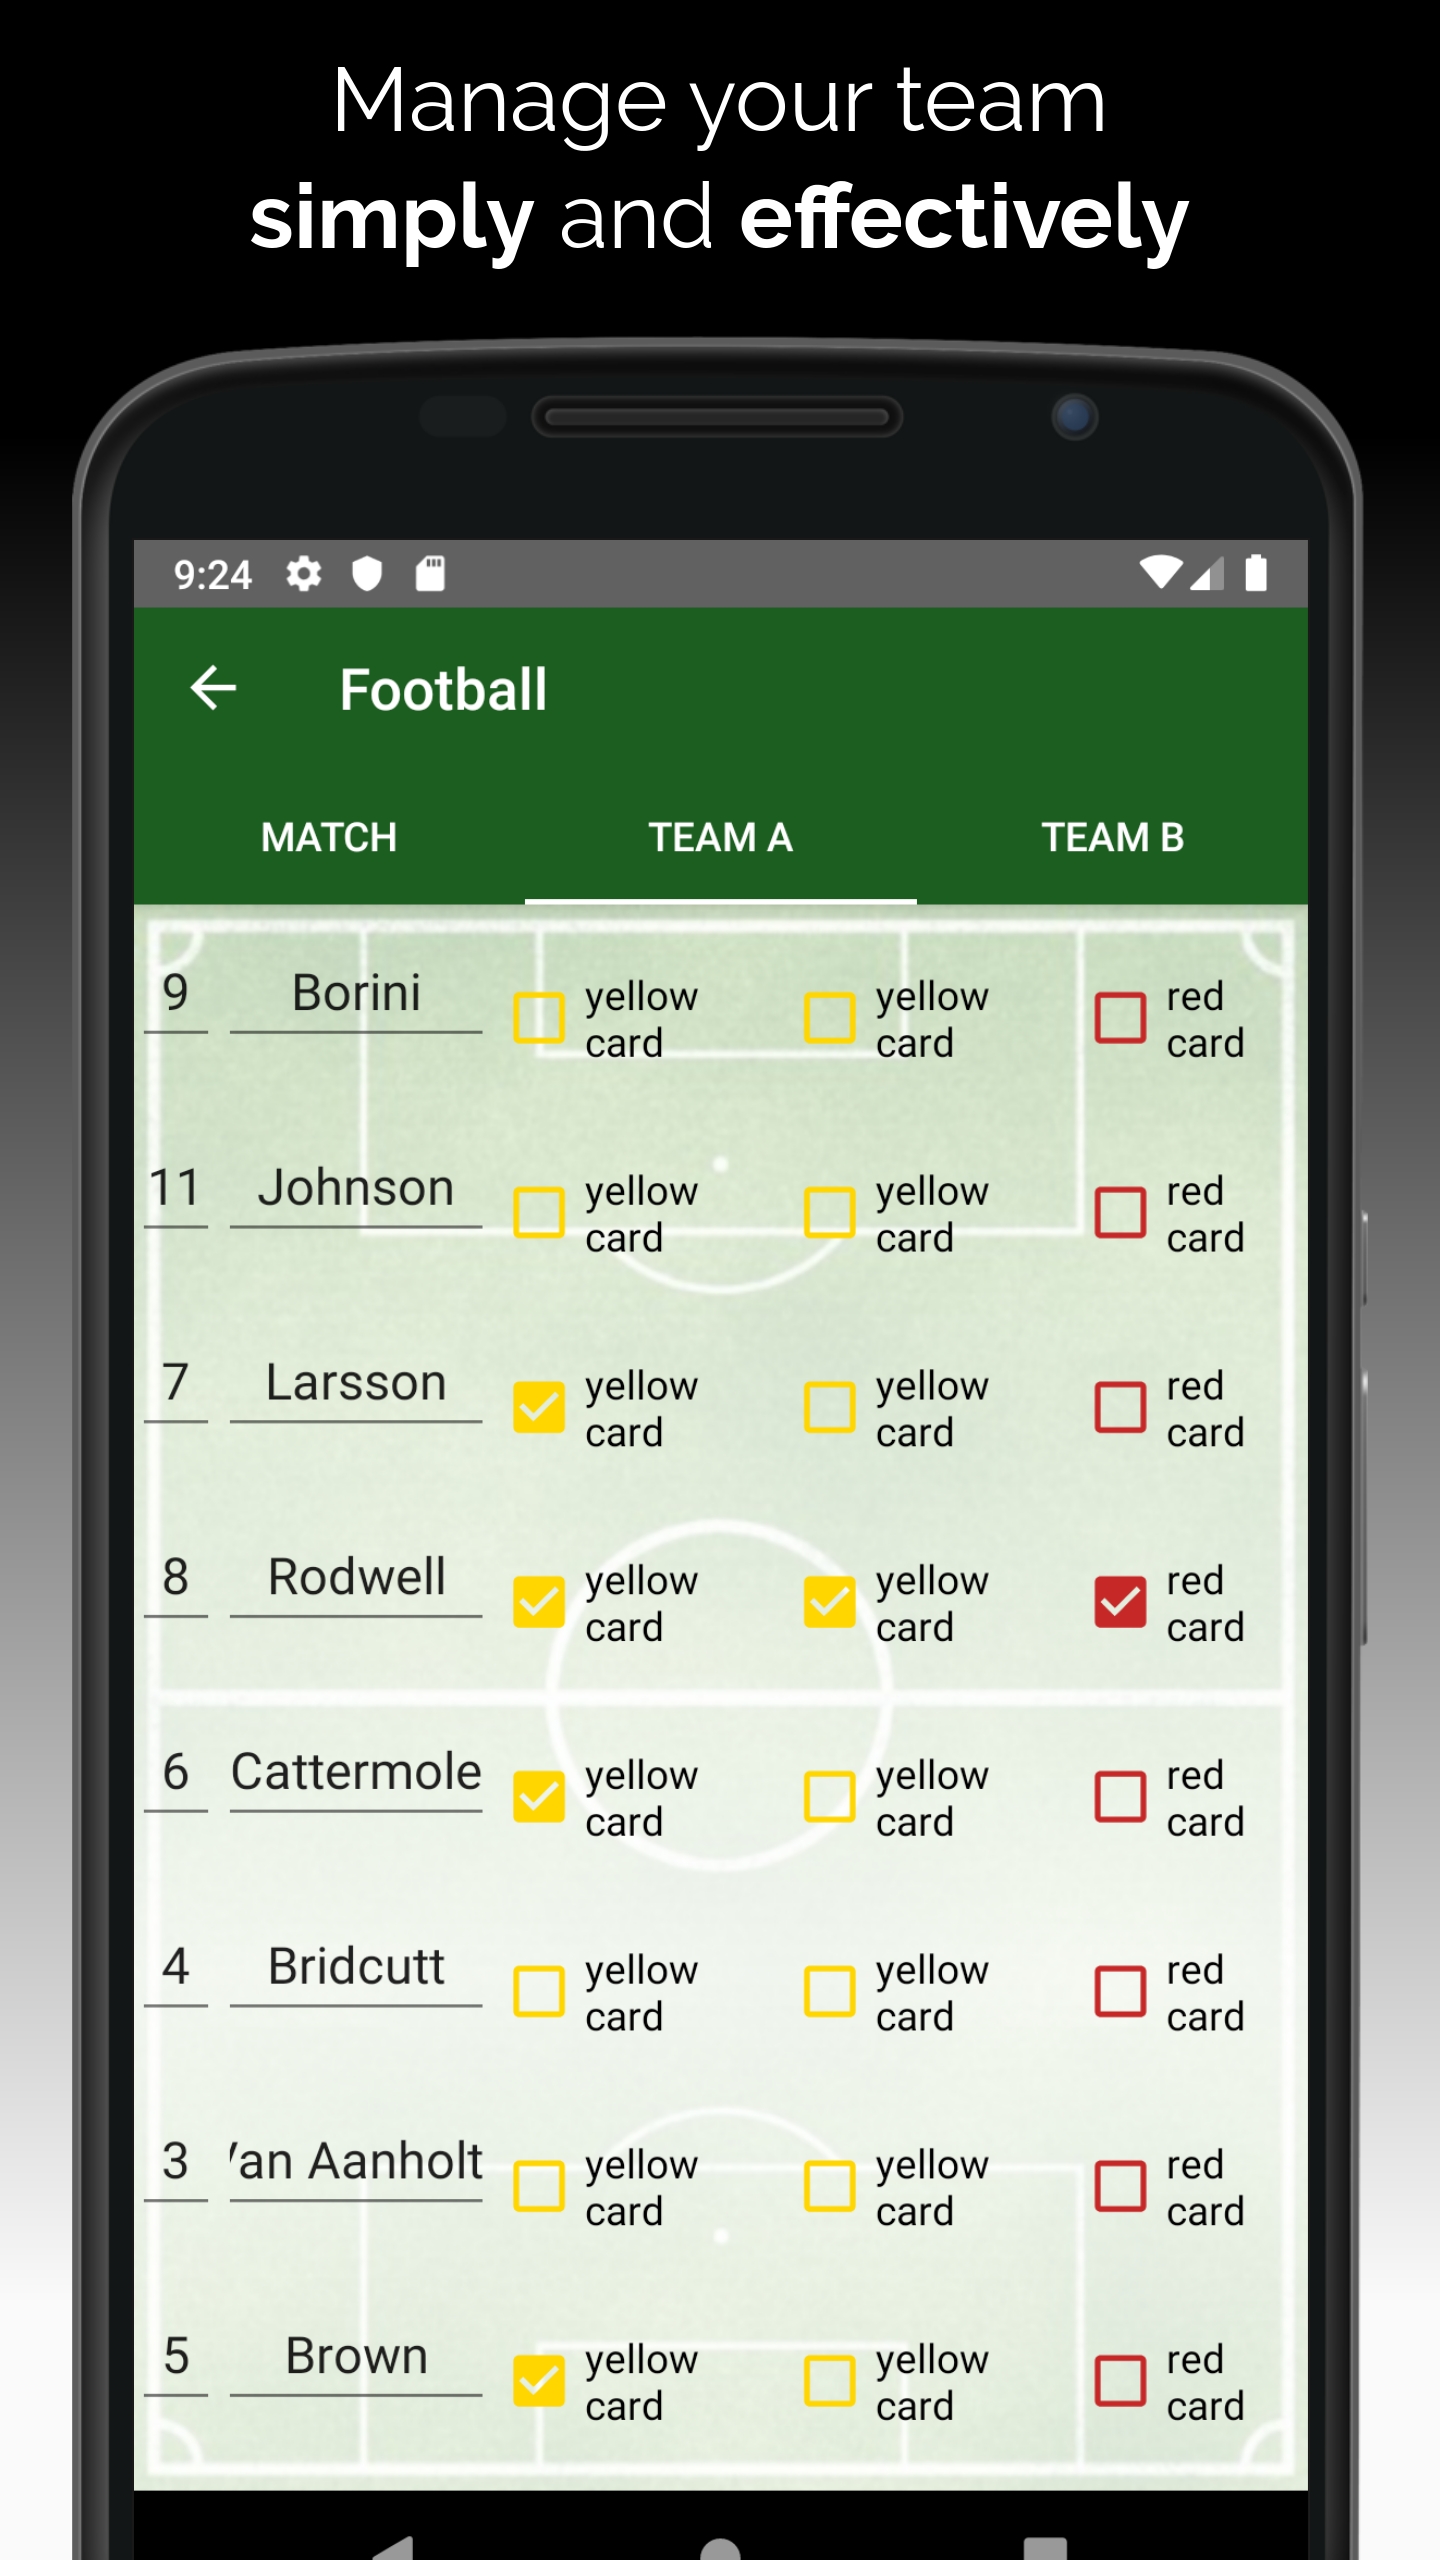 Manage your team
simply and effectively
9:24
Football
MATCH TEAM A TEAM B
9 Borini yellow card yellow card red card
11 Johnson yellow card yellow card red card
7 Larsson yellow card yellow card red card
8 Rodwell yellow card yellow card red card
6 Cattermole yellow card yellow card red card
4 Bridcutt yellow card yellow card red card
3 Van Aanholt yellow card yellow card red card
5 Brown yellow card yellow card red card